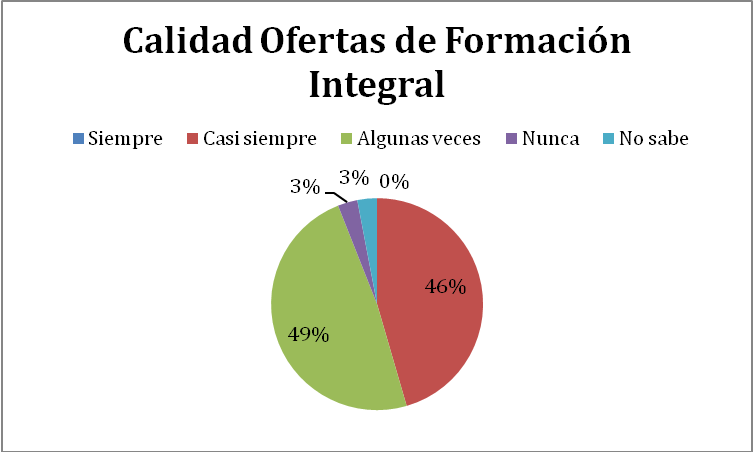 Calidad Ofertas de Formación
Integral
Siempre Casi siempre Algunas veces Nunca No sabe
3% 3% 0%
46%
49%